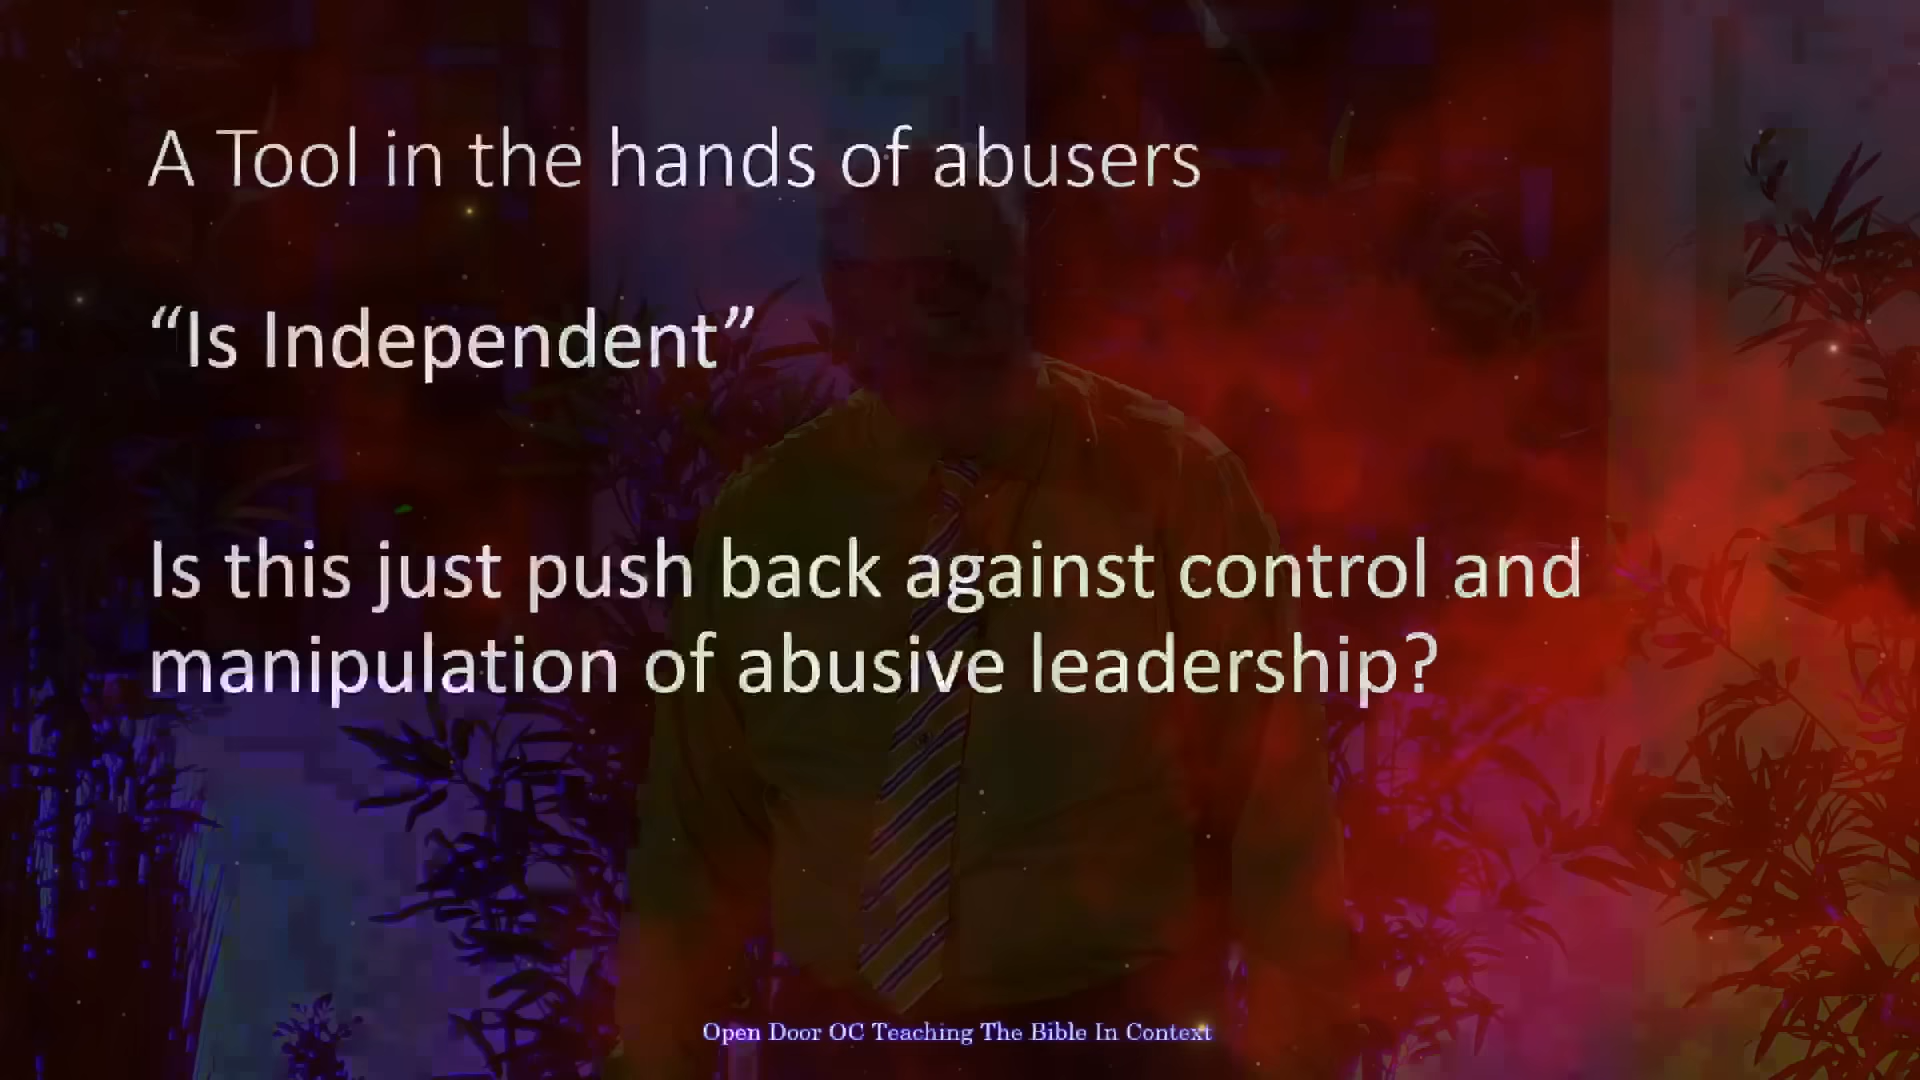 A Tool in the hands of abusers
“Is Independent”
Is this just push back against control and
manipulation of abusive leadership?
Open Door OC Teaching The Bible In Context